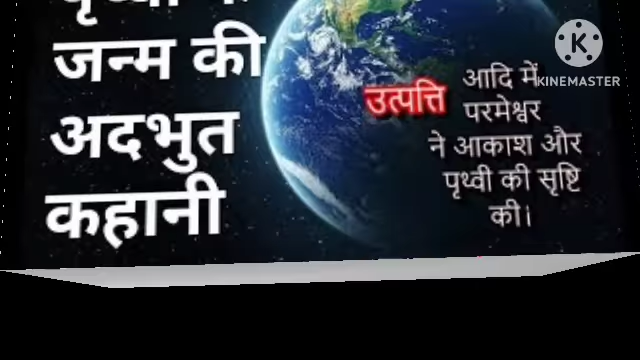 जन्म की
अदभुत
कहानी
उत्पत्ति
आदि में
परमेश्वर
ने आकाश और
पृथ्वी की सृष्टि
की।
KINEMASTER